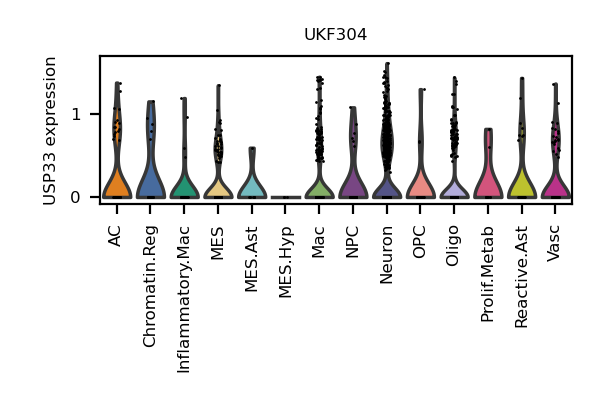 UKF304
USP33 expression
1
0
AC
Chromatin.Reg
Inflammatory.Mac
MES
MES.Ast
MES.Hyp
Mac
NPC
Neuron
OPC
Oligo
Prolif.Metab
Reactive.Ast
Vasc